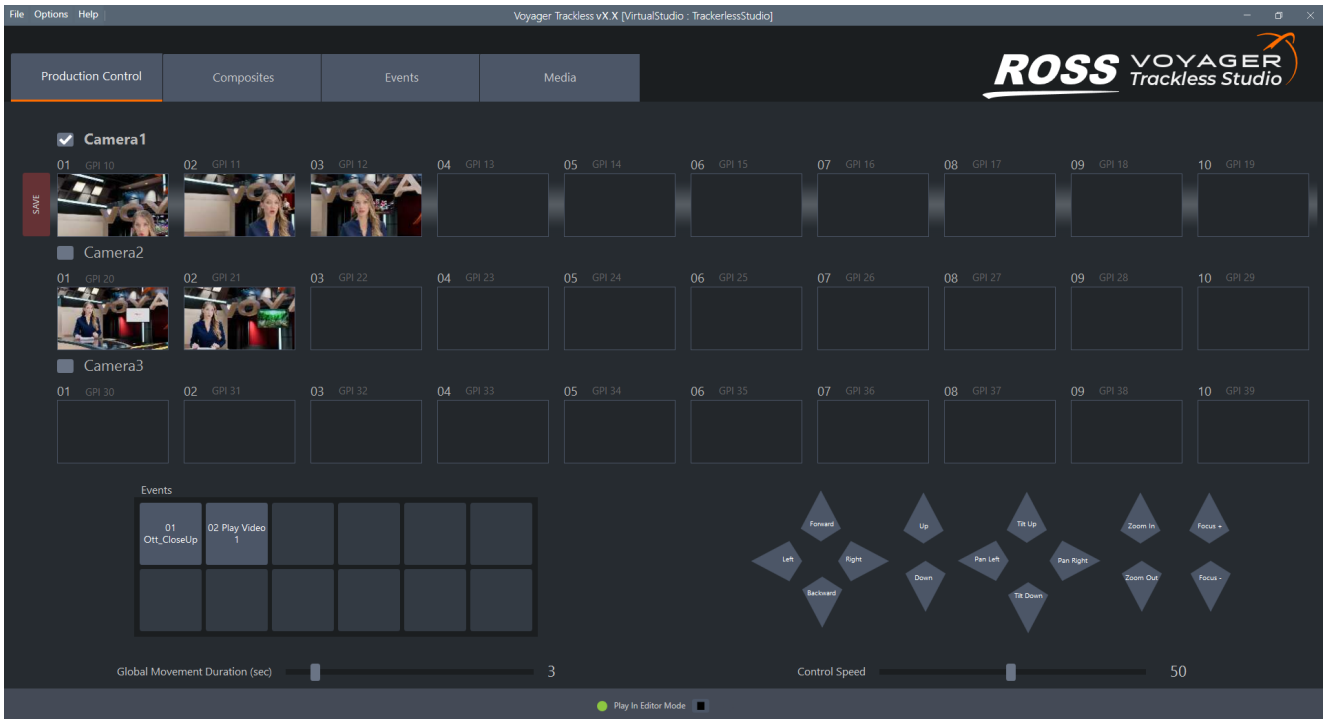 File Options Help
Voyager Trackless vX.X [VirtualStudio : TrackerlessStudio]
Production Control
Composites
Events
Media
ROSS VOYAGER
Trackless Studio
Camera1
01 GPI 10 02 GPI 11 03 GPI 12 04 GPI 13 05 GPI 14 06 GPI 15 07 GPI 16 08 GPI 17 09 GPI 18 10 GPI 19
SAVE
Camera2
01 GPI 20 02 GPI 21 03 GPI 22 04 GPI 23 05 GPI 24 06 GPI 25 07 GPI 26 08 GPI 27 09 GPI 28 10 GPI 29
Camera3
01 GPI 30 02 GPI 31 03 GPI 32 04 GPI 33 05 GPI 34 06 GPI 35 07 GPI 36 08 GPI 37 09 GPI 38 10 GPI 39
Events
01
Ott_CloseUp
02 Play Video
1
Forward
Left
Right
Backward
Up
Down
Tilt Up
Pan Left
Pan Right
Tilt Down
Zoom In
Zoom Out
Focus +
Focus -
Global Movement Duration (sec) 3
Control Speed 50
Play In Editor Mode